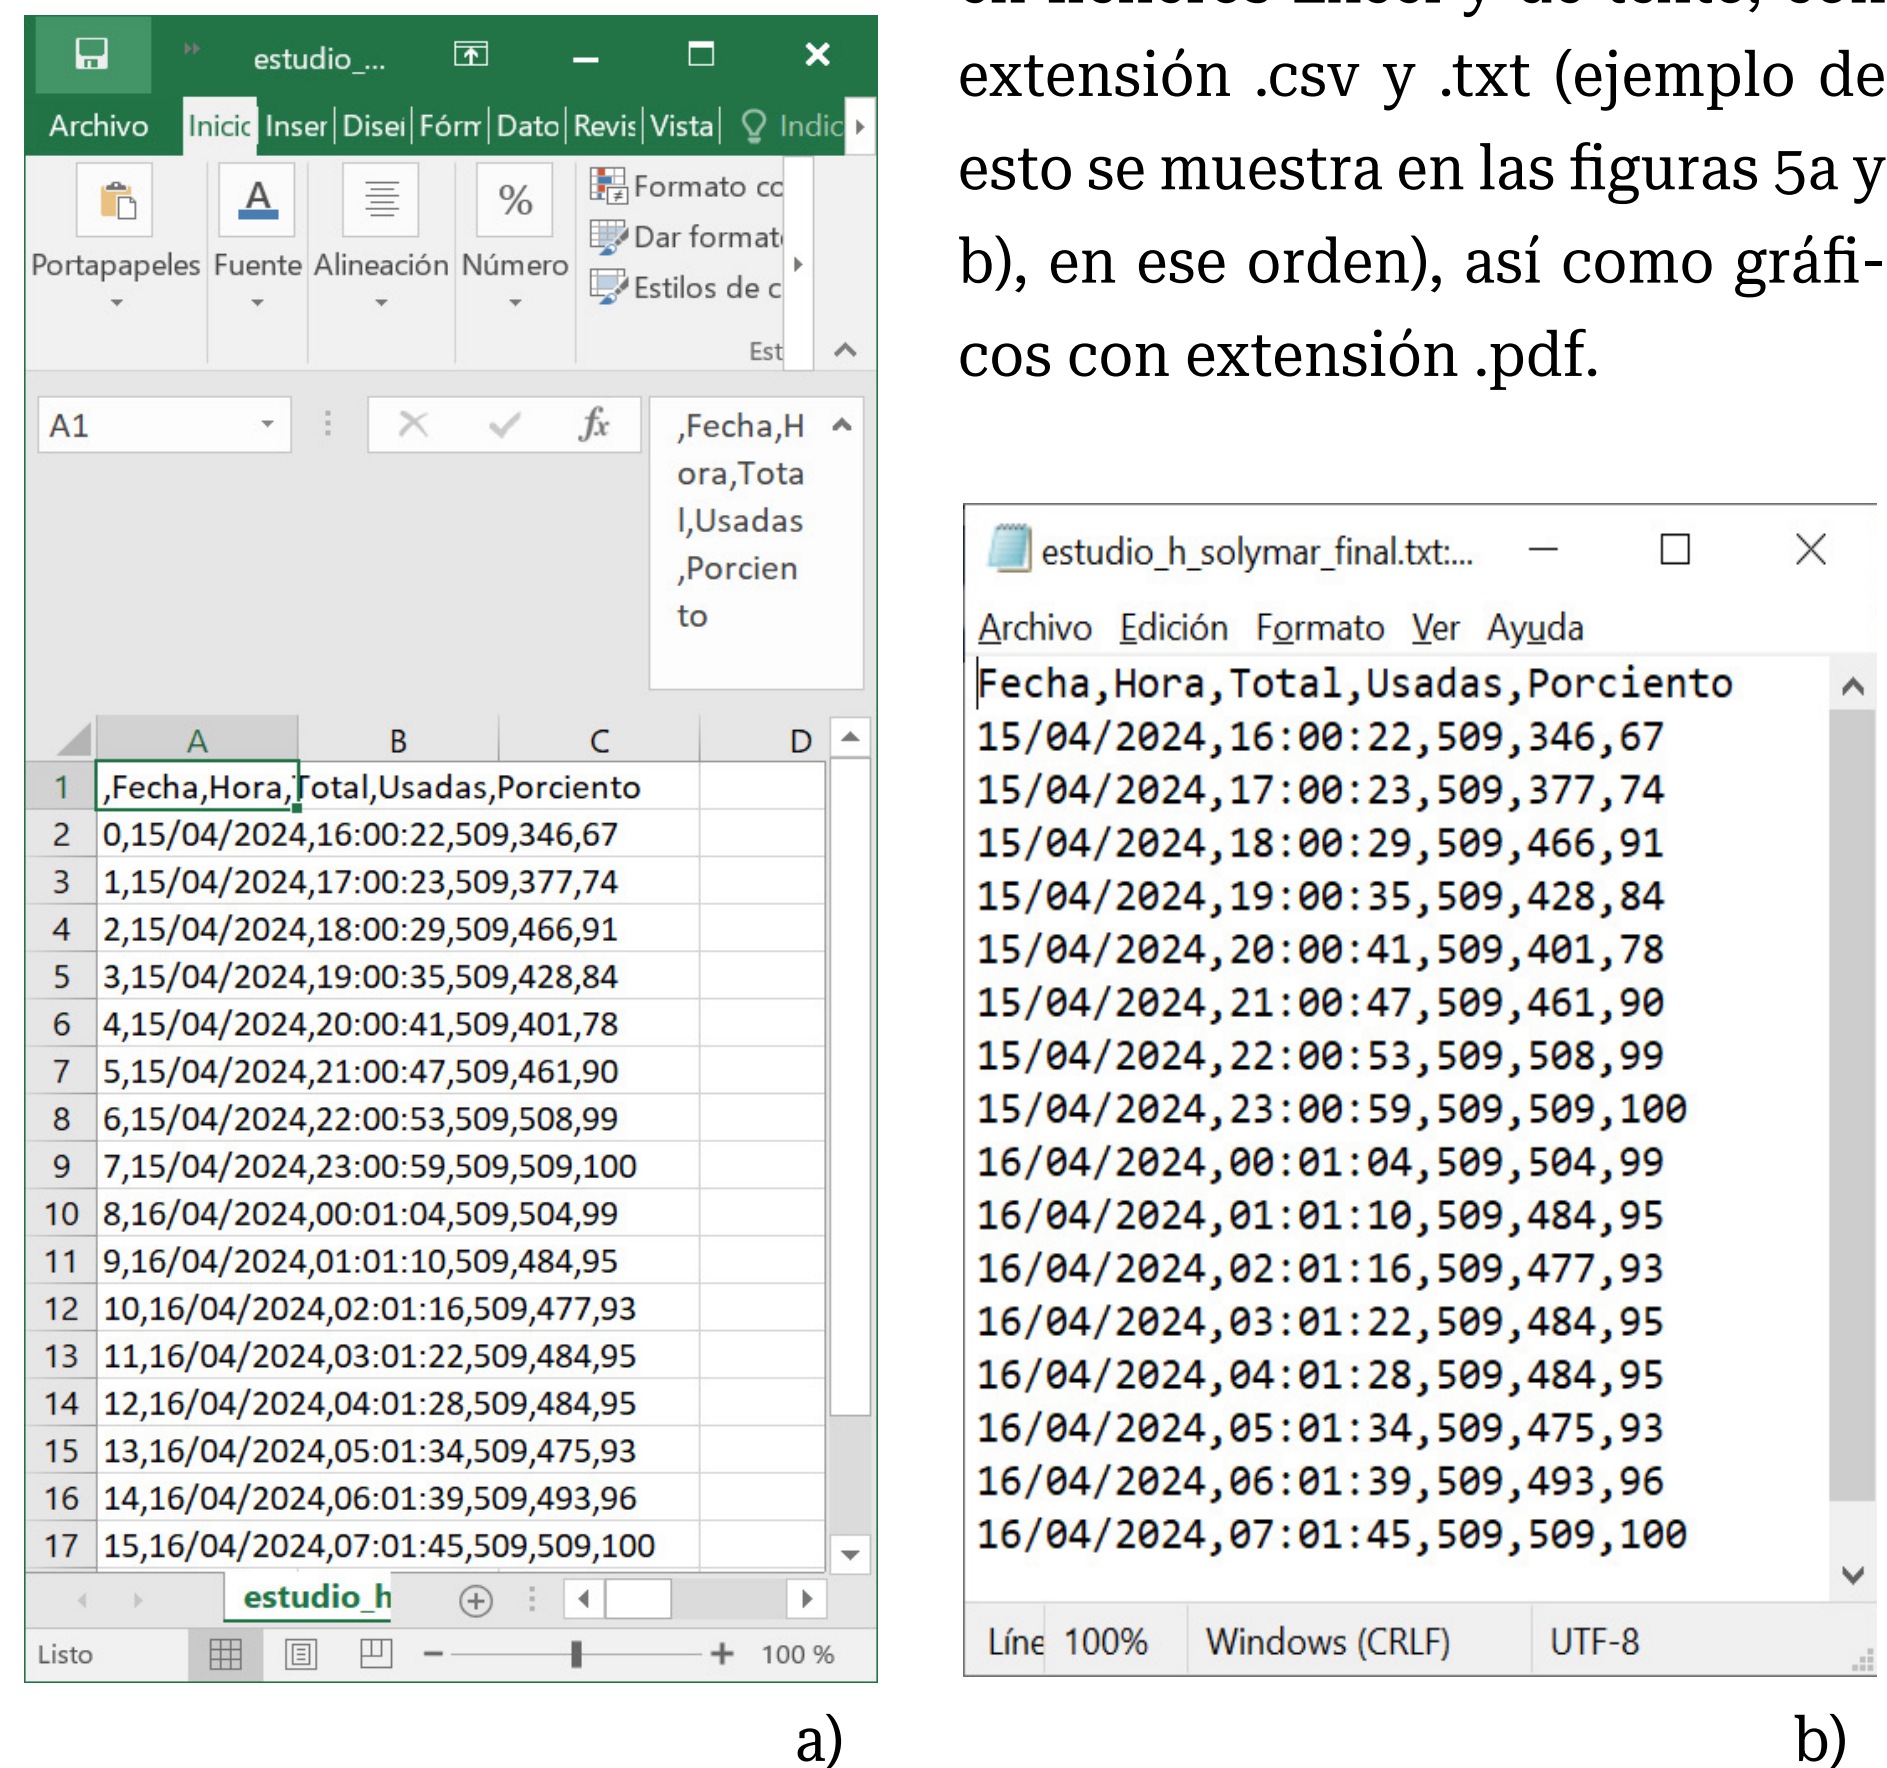 estudio_...
Archivo Inicic Inser Disei Fórr Dato Revis Vista Indic
Portapapeles Fuente Alineación Número
Formato co
Dar format
Estilos de c
Est
A1
fx
,Fecha,H
ora,Tota
l,Usadas
,Porcien
to
A B C D
1 ,Fecha,Hora,Total,Usadas,Porciento
2 0,15/04/2024,16:00:22,509,346,67
3 1,15/04/2024,17:00:23,509,377,74
4 2,15/04/2024,18:00:29,509,466,91
5 3,15/04/2024,19:00:35,509,428,84
6 4,15/04/2024,20:00:41,509,401,78
7 5,15/04/2024,21:00:47,509,461,90
8 6,15/04/2024,22:00:53,509,508,99
9 7,15/04/2024,23:00:59,509,509,100
10 8,16/04/2024,00:01:04,509,504,99
11 9,16/04/2024,01:01:10,509,484,95
12 10,16/04/2024,02:01:16,509,477,93
13 11,16/04/2024,03:01:22,509,484,95
14 12,16/04/2024,04:01:28,509,484,95
15 13,16/04/2024,05:01:34,509,475,93
16 14,16/04/2024,06:01:39,509,493,96
17 15,16/04/2024,07:01:45,509,509,100
estudio_h
Listo 100 %
a)
extensión .csv y .txt (ejemplo de
esto se muestra en las figuras 5a y
b), en ese orden), así como gráfi-
cos con extensión .pdf.
estudio_h_solymar_final.txt:...
Archivo Edición Formato Ver Ayuda
Fecha,Hora,Total,Usadas,Porciento
15/04/2024,16:00:22,509,346,67
15/04/2024,17:00:23,509,377,74
15/04/2024,18:00:29,509,466,91
15/04/2024,19:00:35,509,428,84
15/04/2024,20:00:41,509,401,78
15/04/2024,21:00:47,509,461,90
15/04/2024,22:00:53,509,508,99
15/04/2024,23:00:59,509,509,100
16/04/2024,00:01:04,509,504,99
16/04/2024,01:01:10,509,484,95
16/04/2024,02:01:16,509,477,93
16/04/2024,03:01:22,509,484,95
16/04/2024,04:01:28,509,484,95
16/04/2024,05:01:34,509,475,93
16/04/2024,06:01:39,509,493,96
16/04/2024,07:01:45,509,509,100
Líne 100% Windows (CRLF) UTF-8
b)